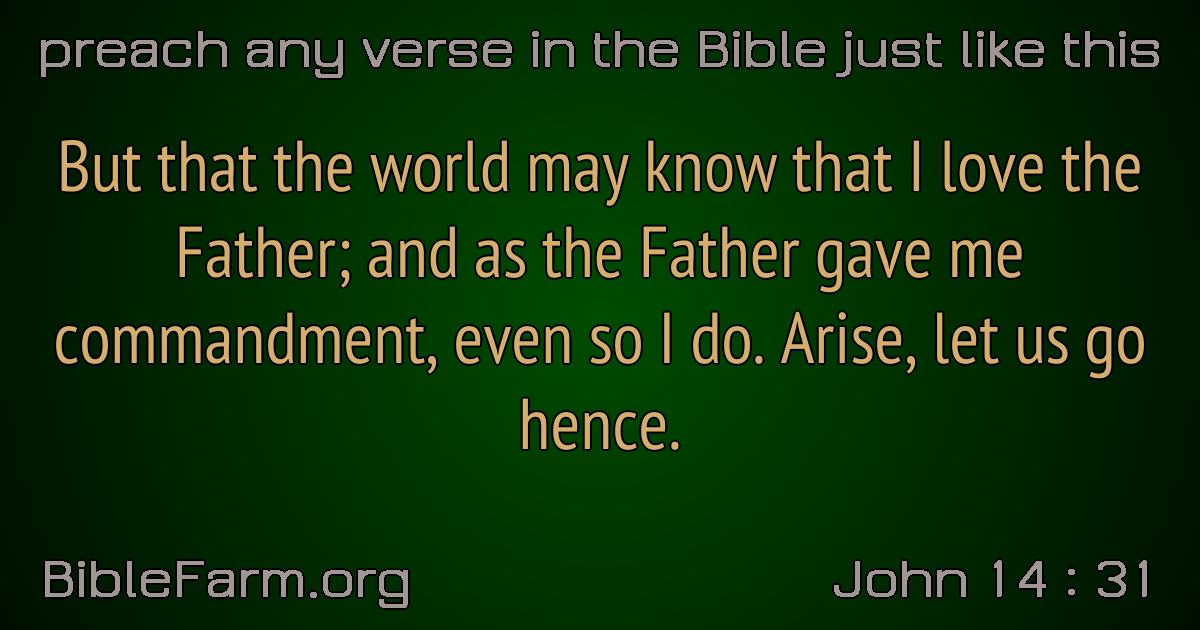 preach any verse in the Bible just like this
But that the world may know that I love the
Father; and as the Father gave me
commandment, even so I do. Arise, let us go
hence.
BibleFarm.org
John 14 : 31